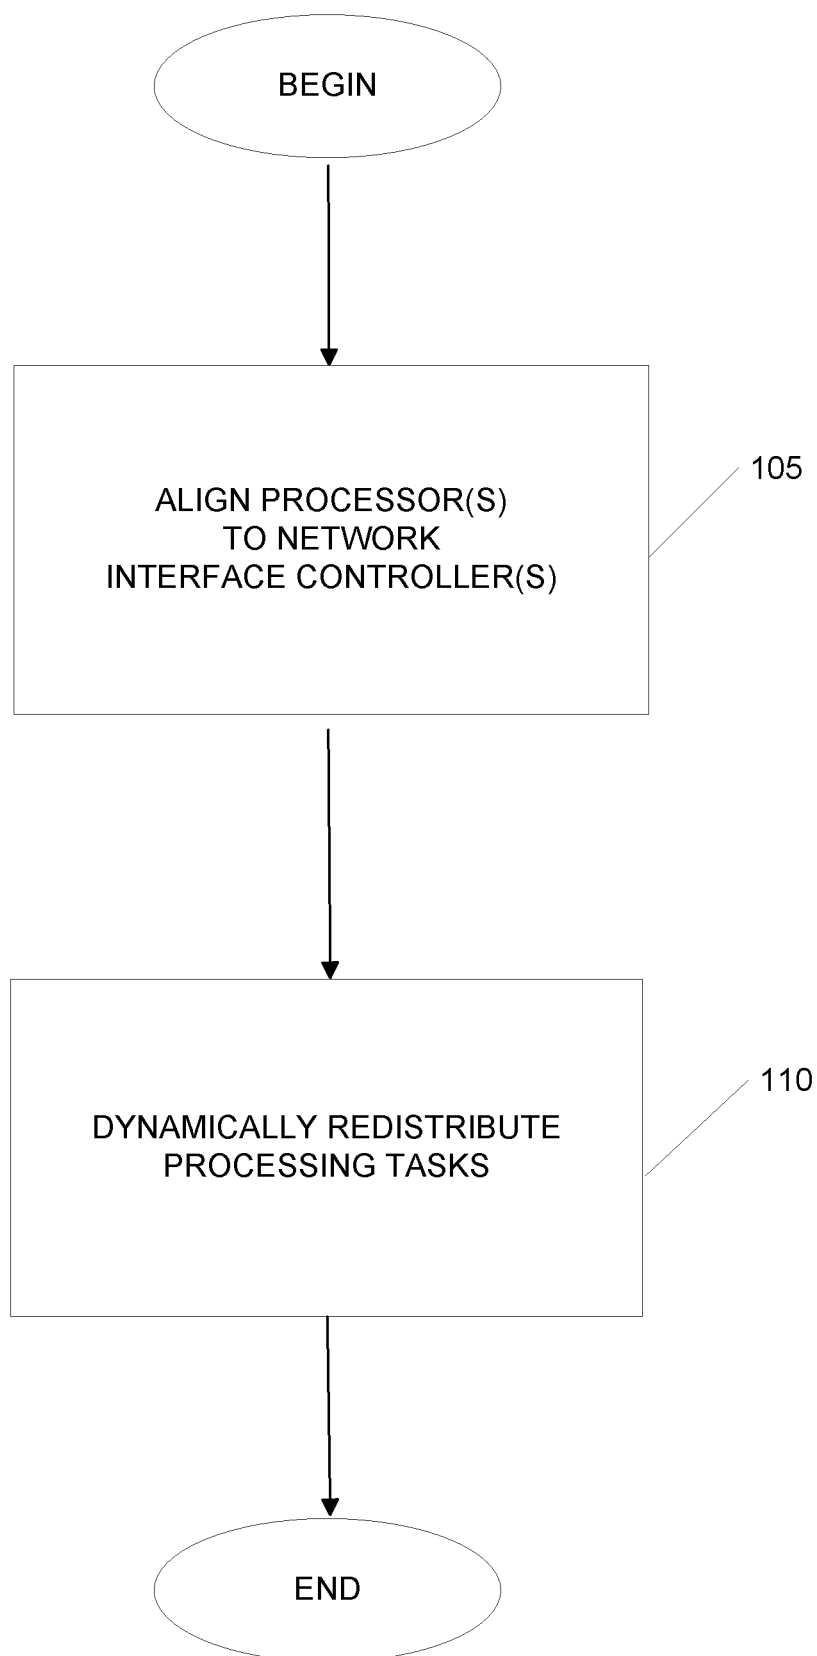 BEGIN
ALIGN PROCESSOR(S)
TO NETWORK
INTERFACE CONTROLLER(S)
105
DYNAMICALLY REDISTRIBUTE
PROCESSING TASKS
110
END